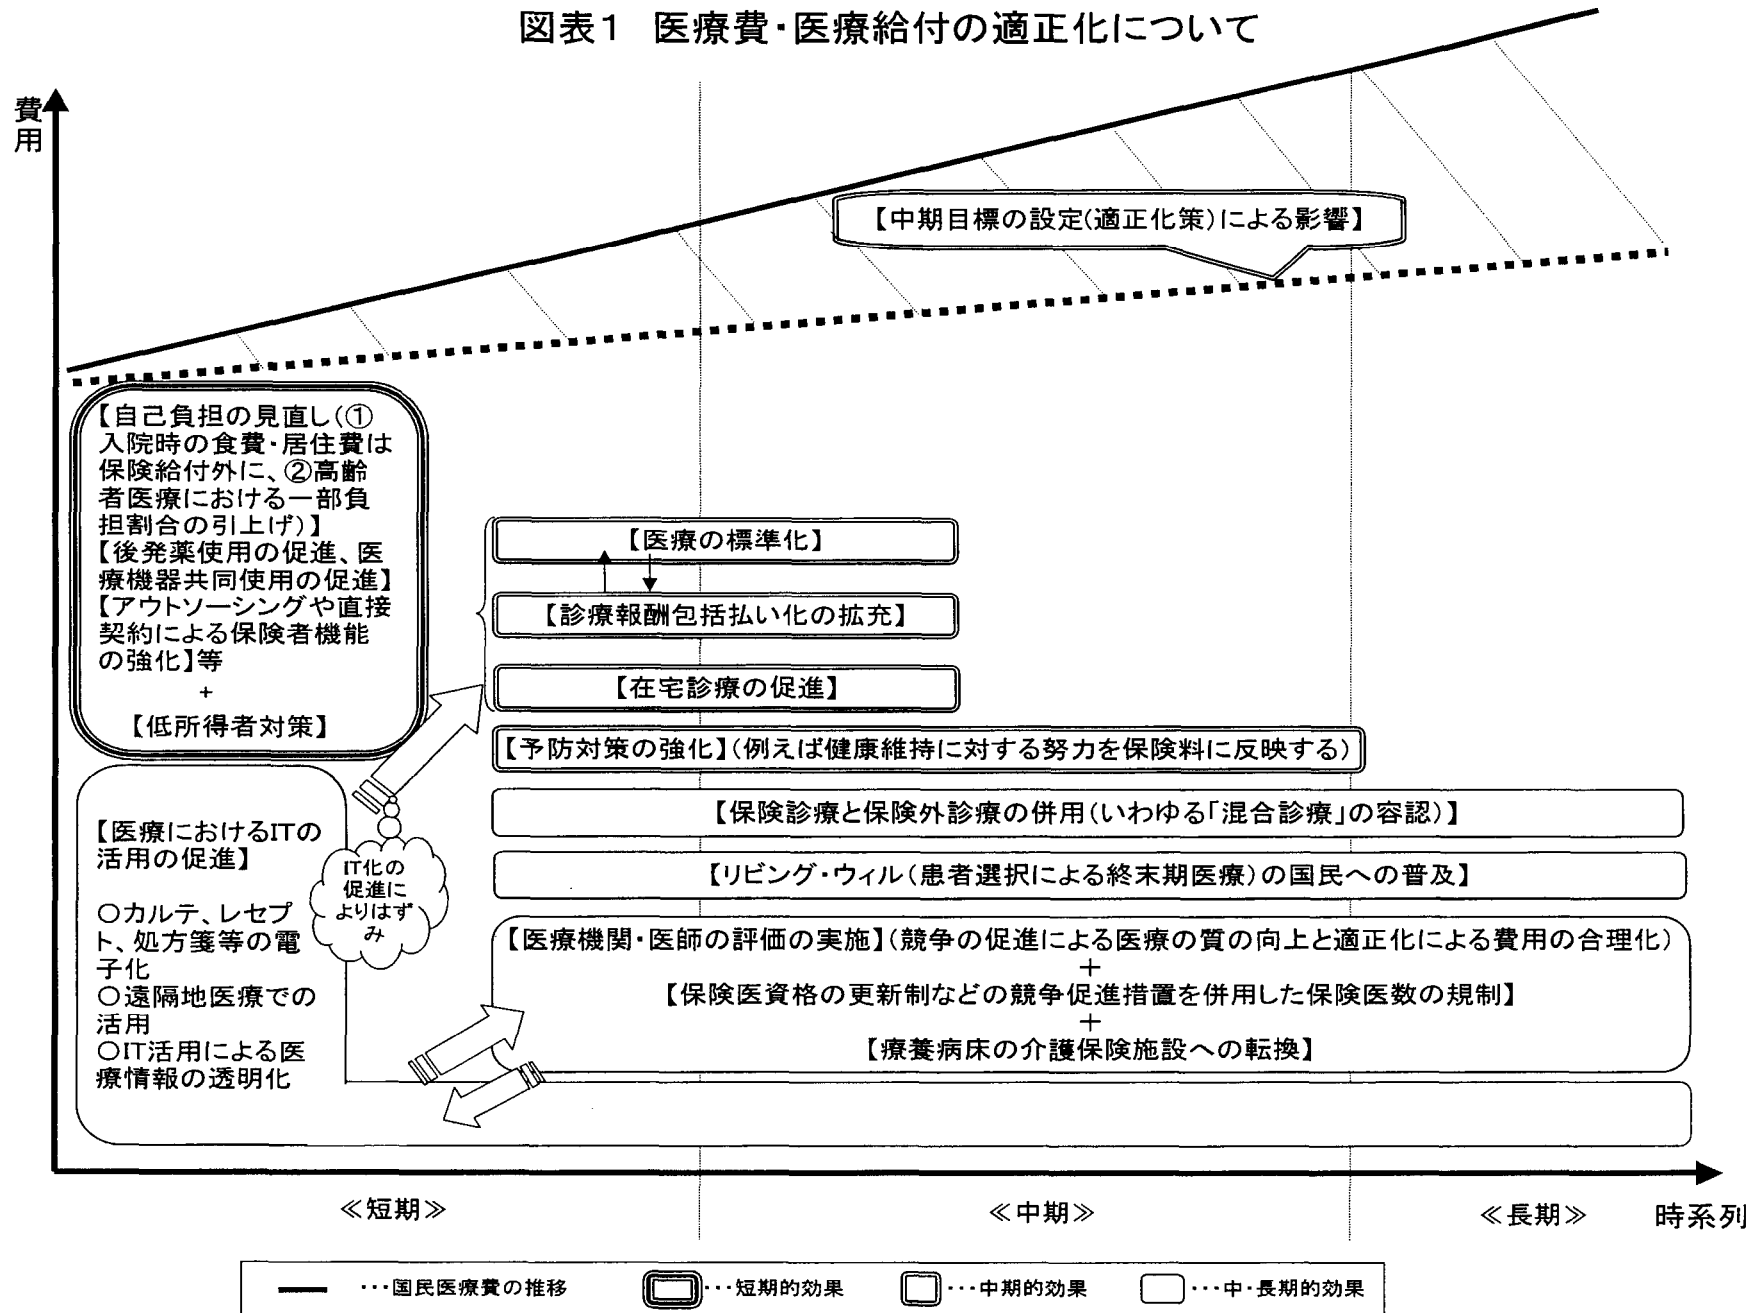 図表1 医療費・医療給付の適正化について
費
用
【中期目標の設定(適正化策)による影響】
【自己負担の見直し(①
入院時の食費・居住費は
保険給付外に、②高齢
者医療における一部負
担割合の引上げ)】
【後発薬使用の促進、医
療機器共同使用の促進】
【アウトソーシングや直接
契約による保険者機能
の強化】等
+
【低所得者対策】
【医療の標準化】
【診療報酬包括払い化の拡充】
【在宅診療の促進】
【予防対策の強化】(例えば健康維持に対する努力を保険料に反映する)
【保険診療と保険外診療の併用(いわゆる「混合診療」の容認)】
【リビング・ウィル(患者選択による終末期医療)の国民への普及】
【医療におけるITの
活用の促進】
○カルテ、レセプ
ト、処方箋等の電
子化
○遠隔地医療での
活用
○IT活用による医
療情報の透明化
IT化の
促進に
よりはず
み
【医療機関・医師の評価の実施】(競争の促進による医療の質の向上と適正化による費用の合理化)
+
【保険医資格の更新制などの競争促進措置を併用した保険医数の規制】
+
【療養病床の介護保険施設への転換】
≪短期≫
≪中期≫
≪長期≫
時系列
・・・国民医療費の推移
・・・短期的効果
・・・中期的効果
・・・中・長期的効果